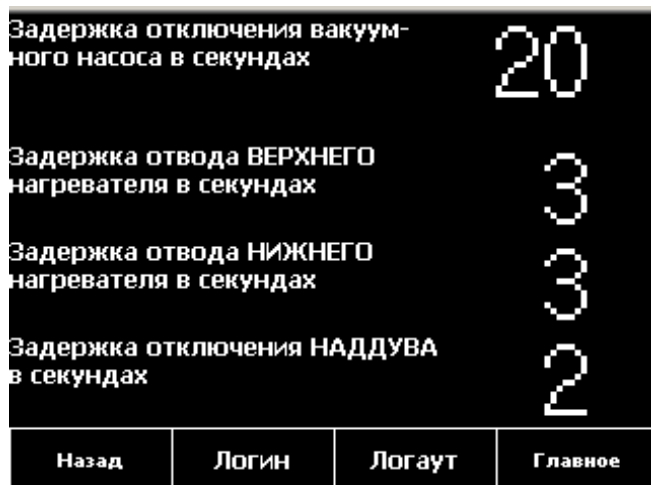 Задержка отключения вакуум-
ного насоса в секундах
20
Задержка отвода ВЕРХНЕГО
нагревателя в секундах
3
Задержка отвода НИЖНЕГО
нагревателя в секундах
3
Задержка отключения НАДДУВА
в секундах
2
Назад Логин Логаут Главное